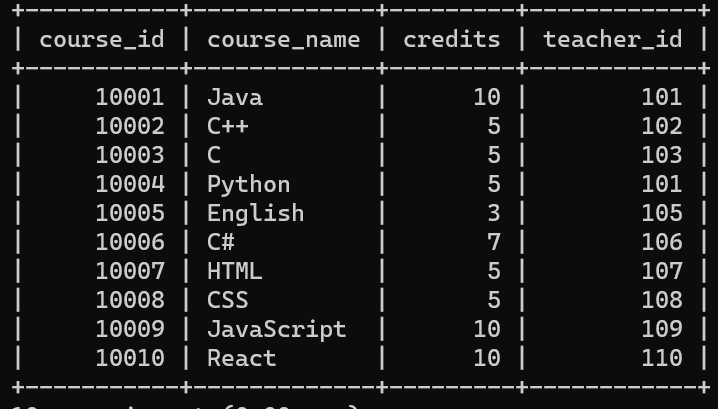 +-----------+-------------+---------+------------+
| course_id | course_name | credits | teacher_id |
+-----------+-------------+---------+------------+
|     10001 | Java        |      10 |        101 |
|     10002 | C++         |       5 |        102 |
|     10003 | C           |       5 |        103 |
|     10004 | Python      |       5 |        101 |
|     10005 | English     |       3 |        105 |
|     10006 | C#          |       7 |        106 |
|     10007 | HTML        |       5 |        107 |
|     10008 | CSS         |       5 |        108 |
|     10009 | JavaScript  |      10 |        109 |
|     10010 | React       |      10 |        110 |
+-----------+-------------+---------+------------+